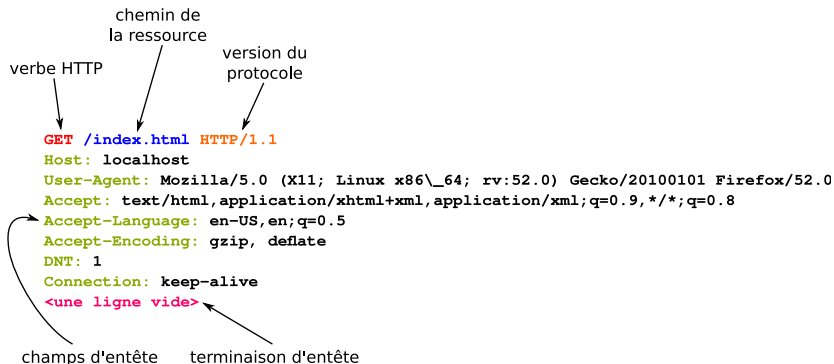 chemin de
la ressource
version du
protocole
verbe HTTP
GET /index.html HTTP/1.1
Host: localhost
User-Agent: Mozilla/5.0 (X11; Linux x86\_64; rv:52.0) Gecko/20100101 Firefox/52.0
Accept: text/html,application/xhtml+xml,application/xml;q=0.9,*/*;q=0.8
Accept-Language: en-US,en;q=0.5
Accept-Encoding: gzip, deflate
DNT: 1
Connection: keep-alive
<une ligne vide>
champs d'entête terminaison d'entête